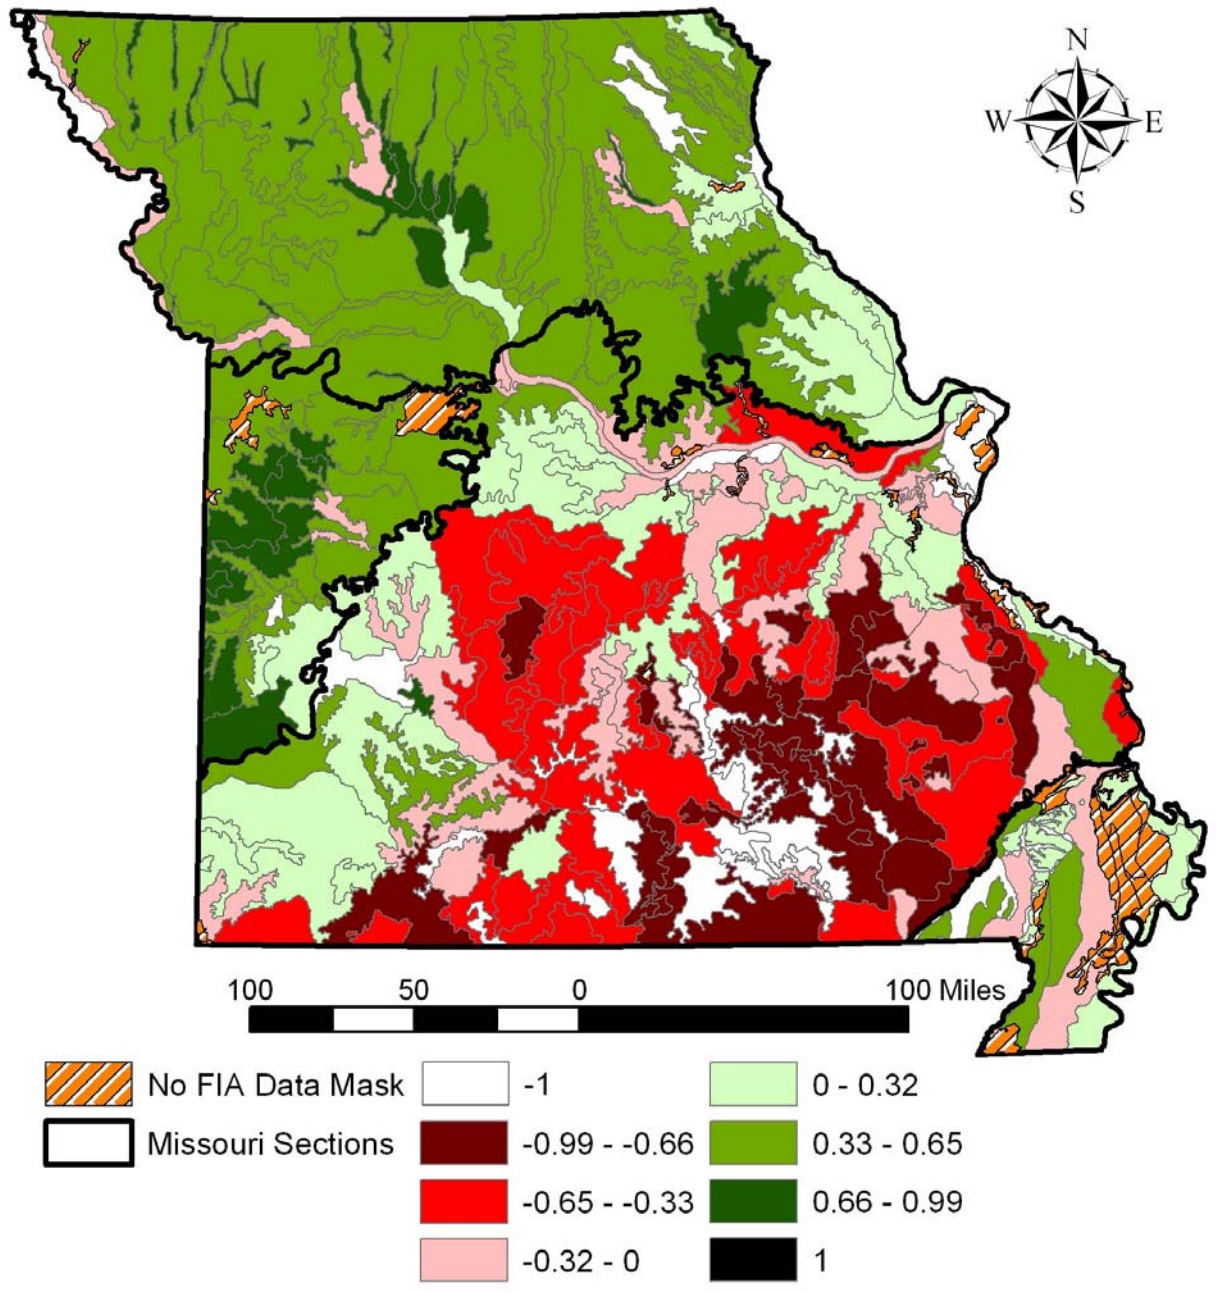 N
W E
S
100 50 0 100 Miles
No FIA Data Mask -1 0 - 0.32
Missouri Sections -0.99 - -0.66 0.33 - 0.65
-0.65 - -0.33 0.66 - 0.99
-0.32 - 0 1